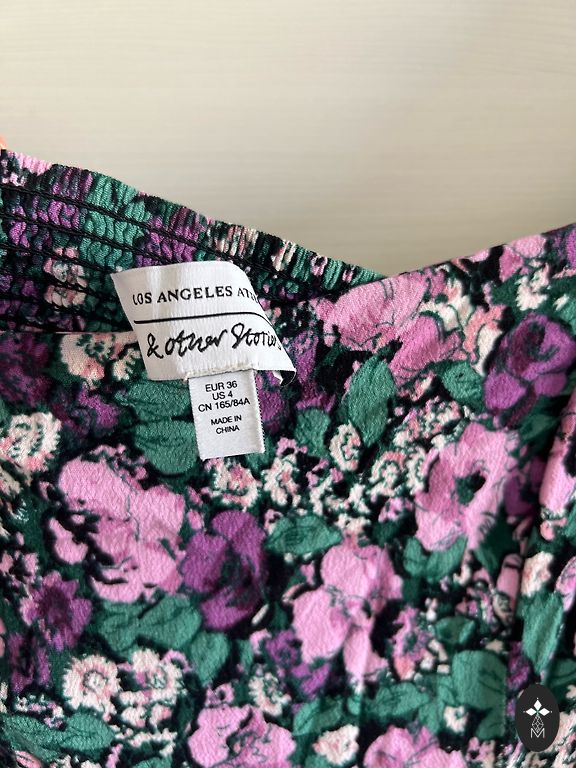 LOS ANGELES AT
& other Stories
EUR 36
US 4
CN 165/84A
MADE IN
CHINA
M